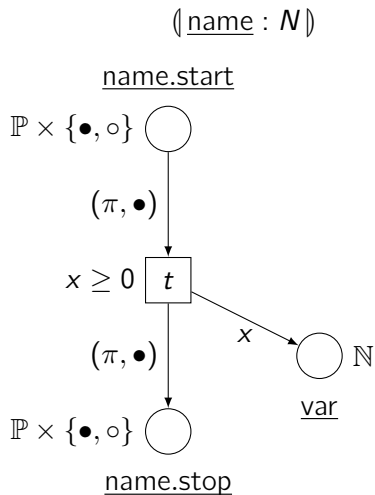 ⦇name : N⦈
name.start
ℙ × {•, ∘}
(π, •)
x ≥ 0
t
x
ℕ
(π, •)
var
ℙ × {•, ∘}
name.stop